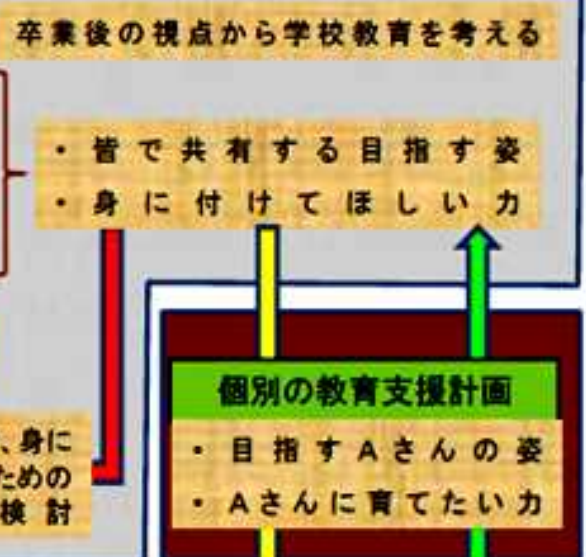 卒業後の視点から学校教育を考える
・皆で共有する目指す姿
・身に付けてほしい力
個別の教育支援計画
・目指すAさんの姿
・Aさんに育てたい力
、身に
ための
検討